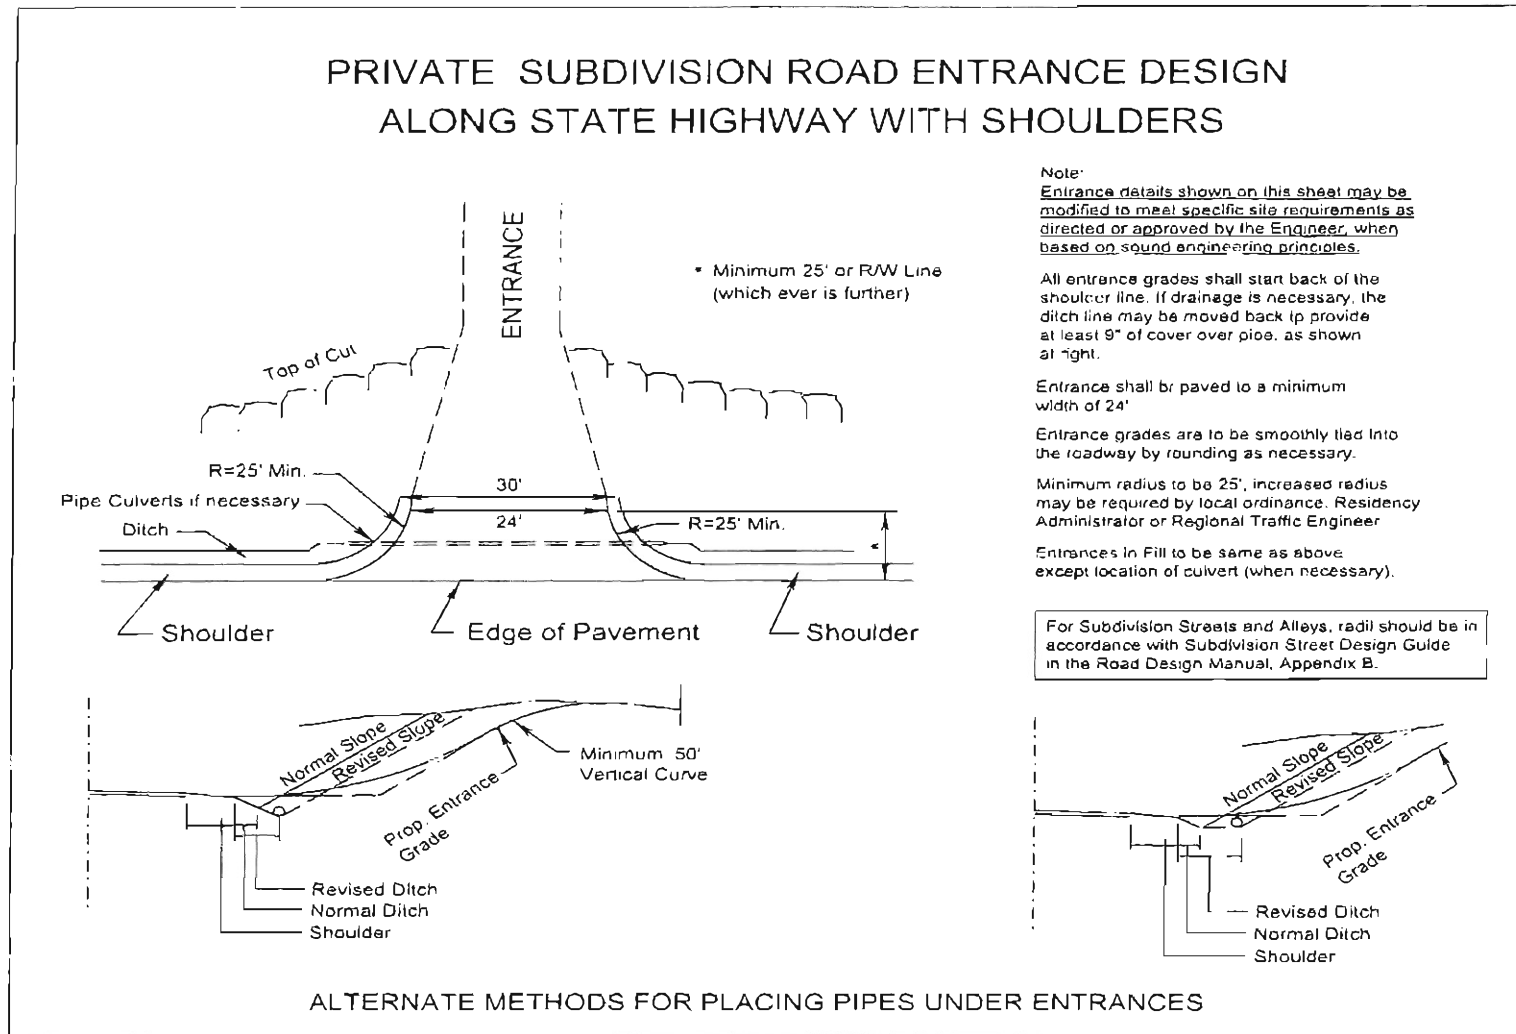 PRIVATE SUBDIVISION ROAD ENTRANCE DESIGN
ALONG STATE HIGHWAY WITH SHOULDERS
Note:
Entrance details shown on this sheet may be
modified to meet specific site requirements as
directed or approved by the Engineer, when
based on sound engineering principles.
All entrance grades shall start back of the
shoulder line. If drainage is necessary, the
ditch line may be moved back tp provide
at least 9" of cover over pipe, as shown
at right.
Entrance shall br paved to a minimum
width of 24'
Entrance grades are to be smoothly tied into
the roadway by rounding as necessary.
Minimum radius to be 25', increased radius
may be required by local ordinance. Residency
Administrator or Regional Traffic Engineer
Entrances in Fill to be same as above
except location of culvert (when necessary).
For Subdivision Streets and Alleys, radii should be in
accordance with Subdivision Street Design Guide
in the Road Design Manual, Appendix B.
ENTRANCE
* Minimum 25' or R/W Line
(which ever is further)
Top of Cut
R=25' Min.
Pipe Culverts if necessary
Ditch
30'
24'
R=25' Min.
*
Shoulder
Edge of Pavement
Shoulder
Normal Slope
Revised Slope
Minimum 50'
Vertical Curve
Prop. Entrance
Grade
Revised Ditch
Normal Ditch
Shoulder
Normal Slope
Revised Slope
Prop. Entrance
Grade
Revised Ditch
Normal Ditch
Shoulder
ALTERNATE METHODS FOR PLACING PIPES UNDER ENTRANCES